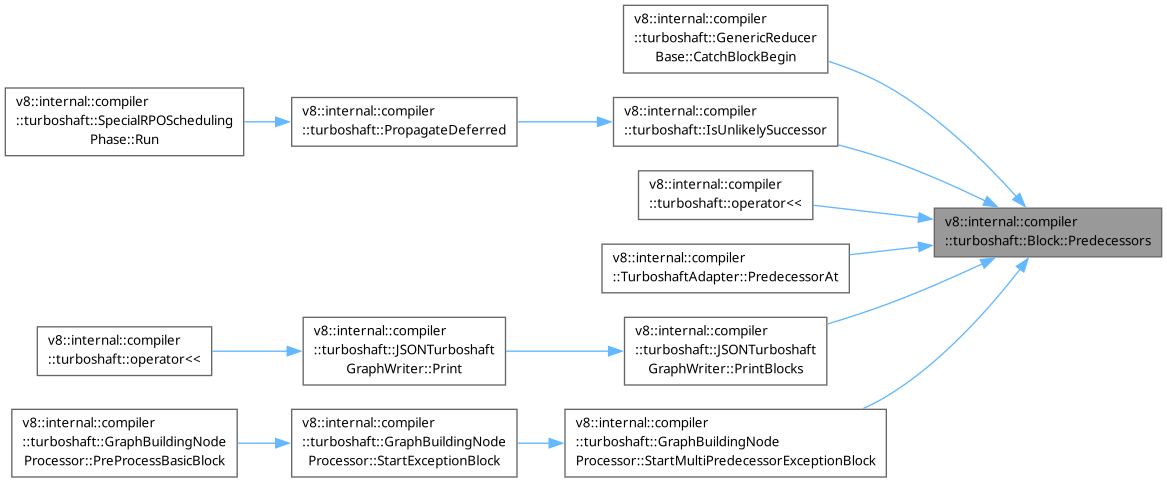 v8::internal::compiler
::turboshaft::GenericReducer
Base::CatchBlockBegin
v8::internal::compiler
::turboshaft::SpecialRPOScheduling
Phase::Run
v8::internal::compiler
::turboshaft::PropagateDeferred
v8::internal::compiler
::turboshaft::IsUnlikelySuccessor
v8::internal::compiler
::turboshaft::operator<<
v8::internal::compiler
::turboshaft::Block::Predecessors
v8::internal::compiler
::TurboshaftAdapter::PredecessorAt
v8::internal::compiler
::turboshaft::operator<<
v8::internal::compiler
::turboshaft::JSONTurboshaft
GraphWriter::Print
v8::internal::compiler
::turboshaft::JSONTurboshaft
GraphWriter::PrintBlocks
v8::internal::compiler
::turboshaft::GraphBuildingNode
Processor::PreProcessBasicBlock
v8::internal::compiler
::turboshaft::GraphBuildingNode
Processor::StartExceptionBlock
v8::internal::compiler
::turboshaft::GraphBuildingNode
Processor::StartMultiPredecessorExceptionBlock